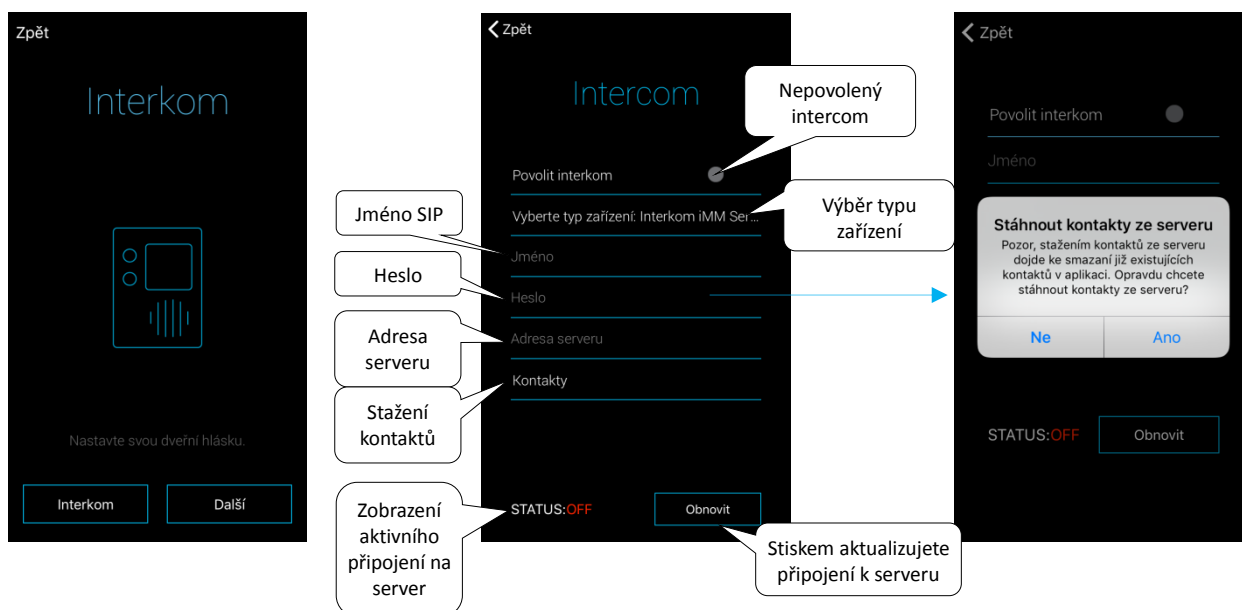 Zpět
Interkom
Nastavte svou dveřní hlásku.
Interkom
Další
Zpět
Intercom
Nepovolený
intercom
Povolit interkom
Jméno SIP
Vyberte typ zařízení: Interkom iMM Ser...
Výběr typu
zařízení
Jméno
Heslo
Heslo
Adresa
serveru
Adresa serveru
Kontakty
Stažení
kontaktů
Zobrazení
aktivního
připojení na
server
STATUS:OFF
Obnovit
Stiskem aktualizujete
připojení k serveru
Zpět
Povolit interkom
Jméno
Stáhnout kontakty ze serveru
Pozor, stažením kontaktů ze serveru
dojde ke smazaní již existujících
kontaktů v aplikaci. Opravdu chcete
stáhnout kontakty ze serveru?
Ne
Ano
STATUS:OFF
Obnovit